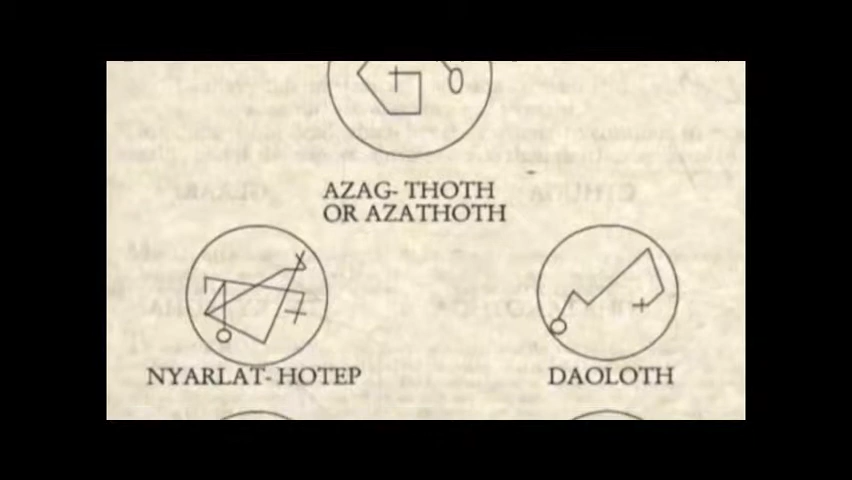 AZAG- THOTH
OR AZATHOTH
NYARLAT- HOTEP
DAOLOTH